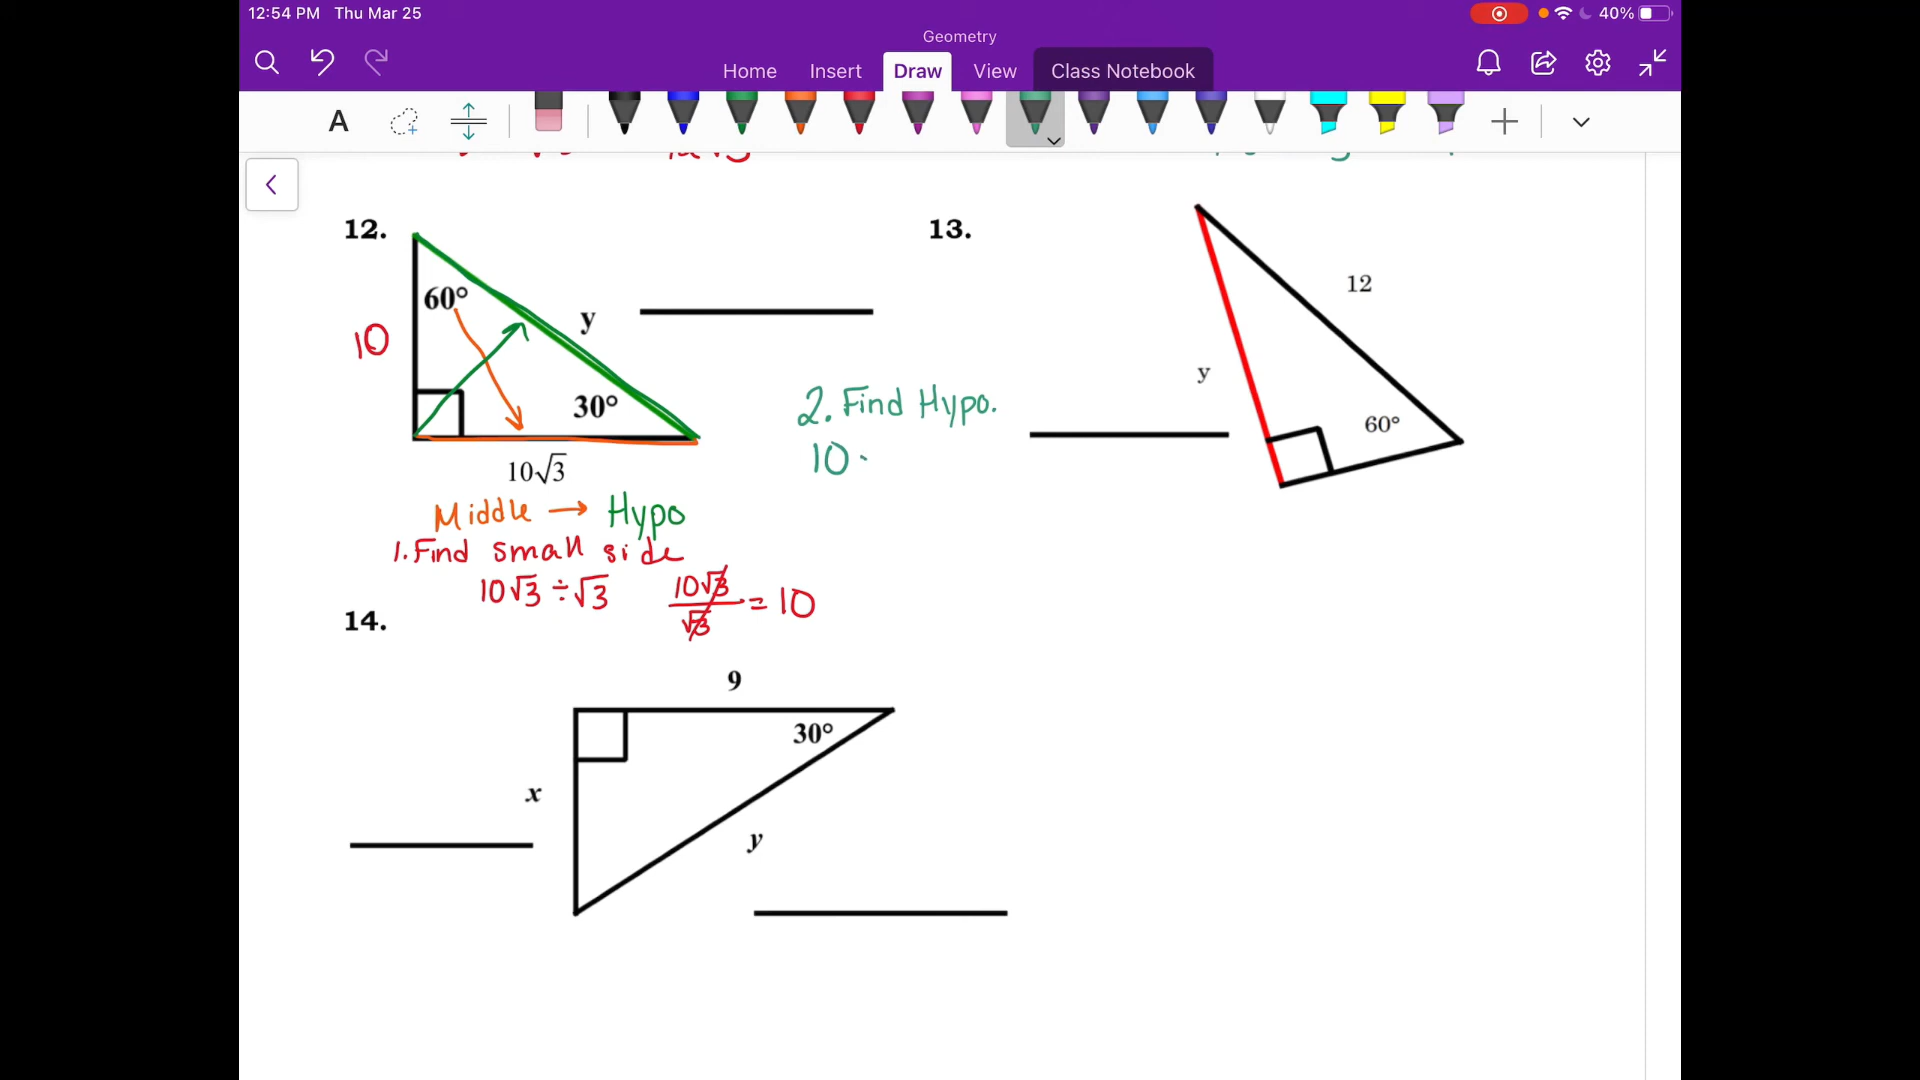 12:54 PM Thu Mar 25
40%
Geometry
Home Insert Draw View Class Notebook
A
12.
60°
y
10
30°
10√3
Middle → Hypo
1. Find small side
10√3 ÷ √3
10√3 / √3 = 10
2. Find Hypo.
10 ·
13.
12
y
60°
14.
9
30°
x
y